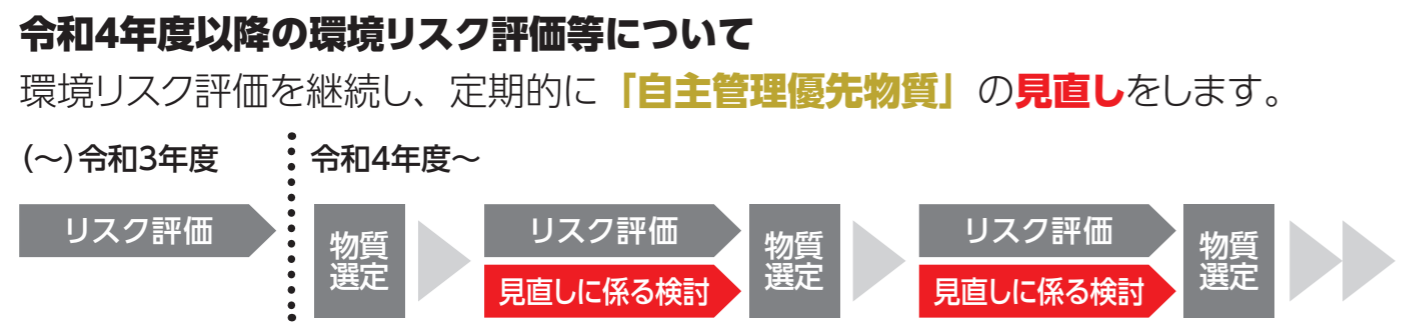 令和4年度以降の環境リスク評価等について
環境リスク評価を継続し、定期的に「自主管理優先物質」の見直しをします。
(～)令和3年度
令和4年度～
リスク評価
物質
選定
リスク評価
見直しに係る検討
物質
選定
リスク評価
見直しに係る検討
物質
選定